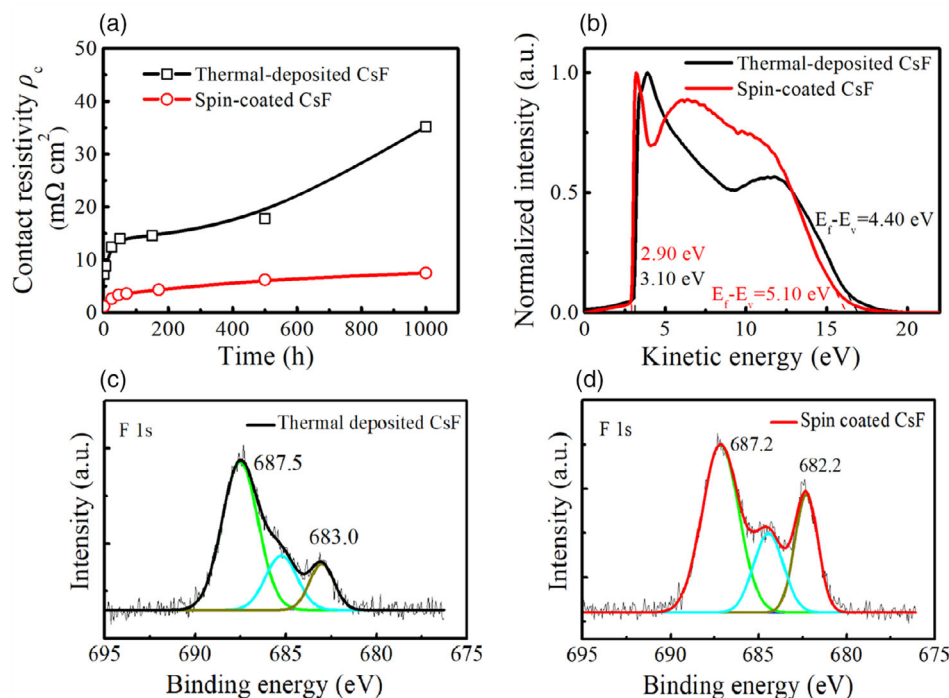 (a)
Contact resistivity ρc
(mΩ cm²)
50
40
30
20
10
0
Thermal-deposited CsF
Spin-coated CsF
0 200 400 600 800 1000
Time (h)
(b)
Normalized intensity (a.u.)
1.0
0.5
0.0
Thermal-deposited CsF
Spin-coated CsF
Ef-Ev=4.40 eV
2.90 eV
3.10 eV
Ef-Ev=5.10 eV
0 5 10 15 20
Kinetic energy (eV)
(c)
Intensity (a.u.)
F 1s
Thermal deposited CsF
687.5
683.0
695 690 685 680 675
Binding energy (eV)
(d)
Intensity (a.u.)
F 1s
Spin coated CsF
687.2
682.2
695 690 685 680 675
Binding energy (eV)